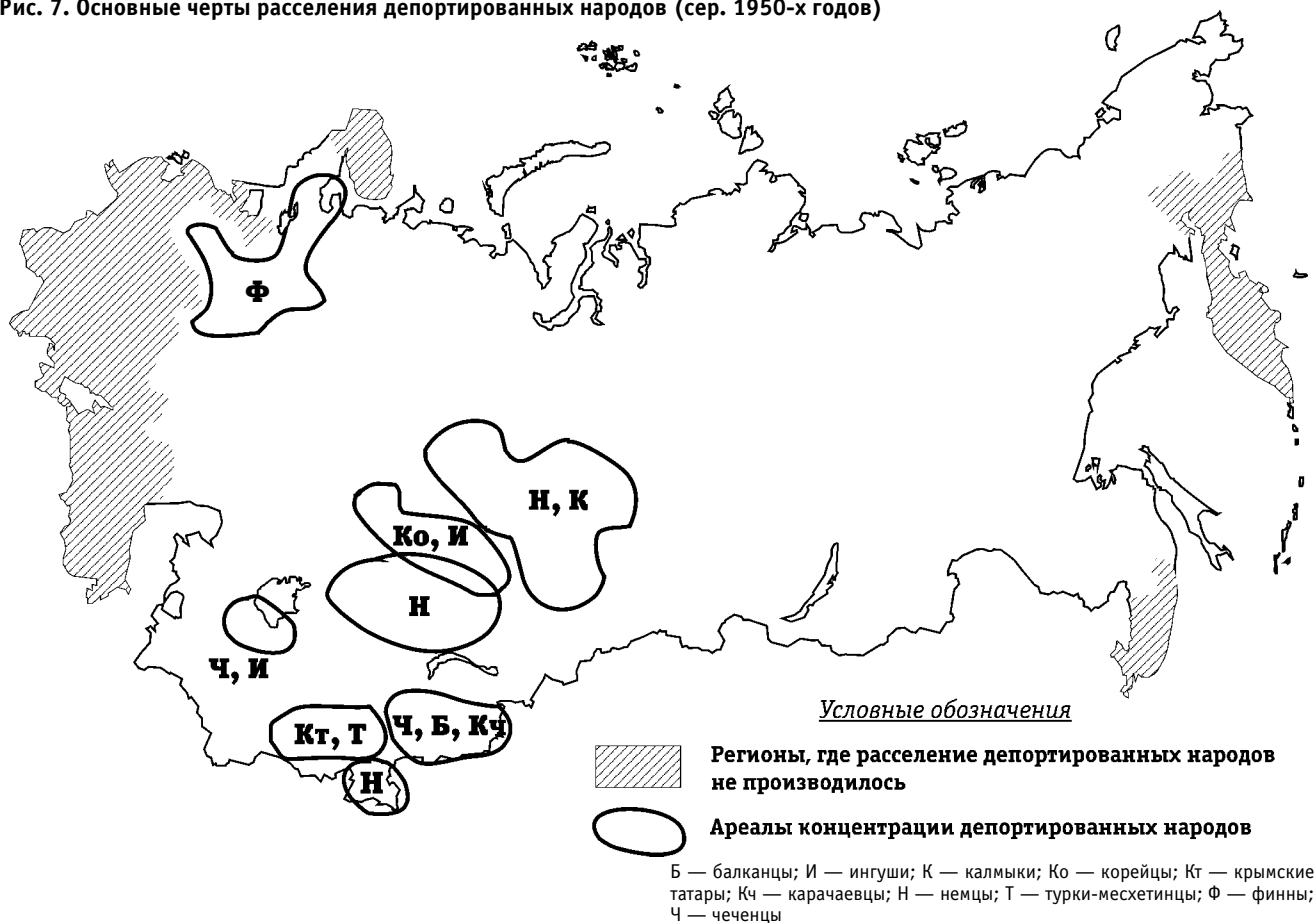 Рис. 7. Основные черты расселения депортированных народов (сер. 1950-х годов)
Ф
Н, К
Ко, И
Н
Ч, И
Кт, Т
Ч, Б, Кч
Н
Условные обозначения
Регионы, где расселение депортированных народов
не производилось
Ареалы концентрации депортированных народов
Б — балканцы; И — ингуши; К — калмыки; Ко — корейцы; Кт — крымские
татары; Кч — карачаевцы; Н — немцы; Т — турки-месхетинцы; Ф — финны;
Ч — чеченцы